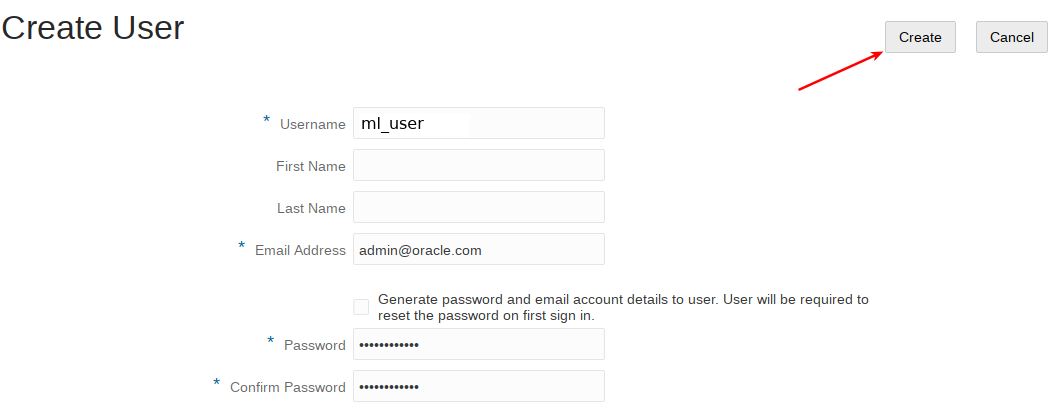 Create User
Create Cancel
* Username ml_user
First Name
Last Name
* Email Address admin@oracle.com
Generate password and email account details to user. User will be required to
reset the password on first sign in.
* Password ••••••••••••
* Confirm Password ••••••••••••